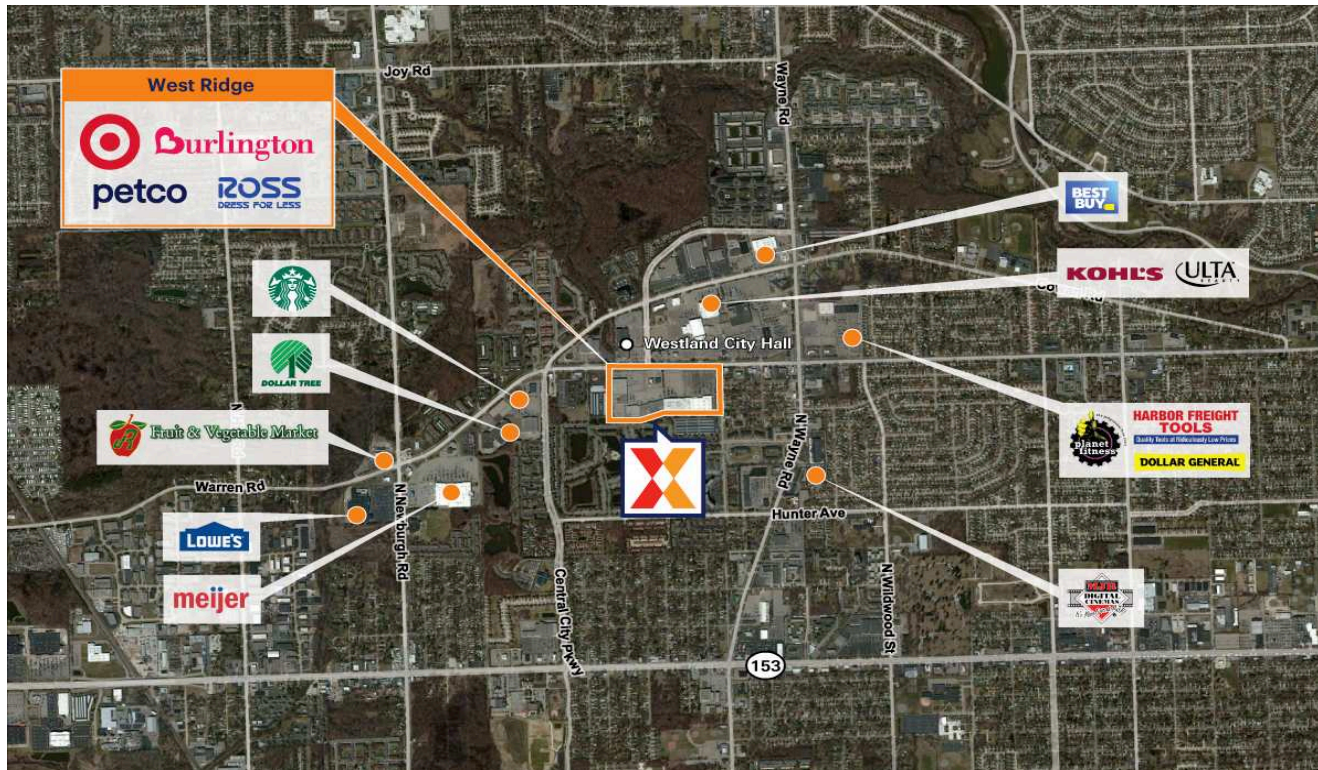 West Ridge
Burlington
petco
ROSS
DRESS FOR LESS
Joy Rd
Wayne Rd
BEST
BUY
KOHL'S
ULTA
BEAUTY
DOLLAR TREE
Westland City Hall
Fruit & Vegetable Market
Warren Rd
N Newburgh Rd
LOWE'S
meijer
Central City Pkwy
N Wayne Rd
Hunter Ave
N Wildwood St
153
planet
fitness
HARBOR FREIGHT
TOOLS
Quality Tools at Ridiculously Low Prices
DOLLAR GENERAL
DIGITAL
CINEMAS